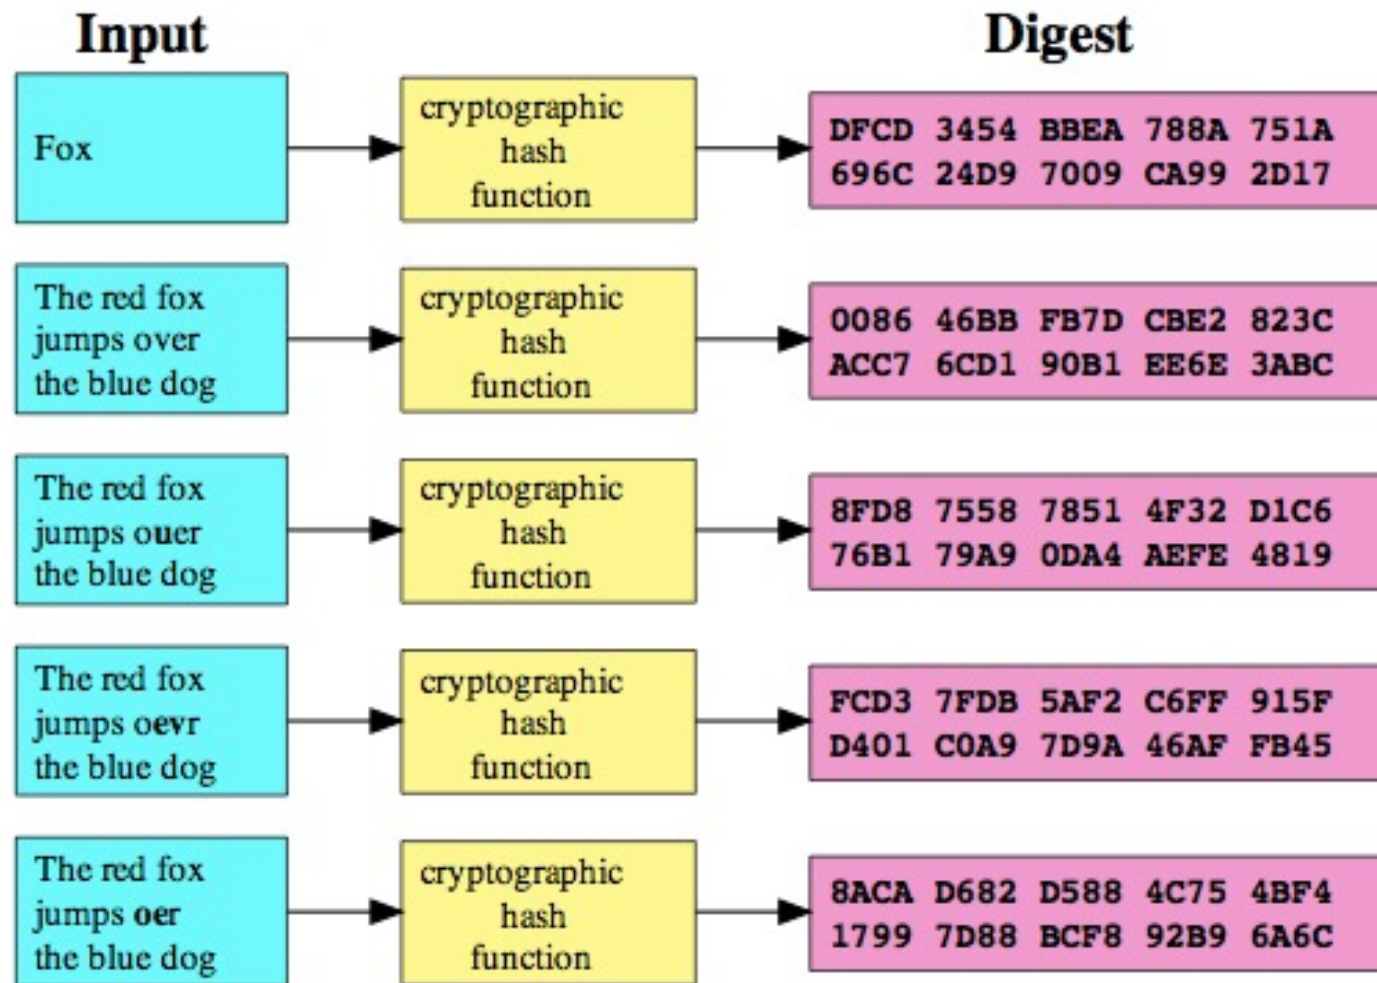 Input
Digest
Fox
cryptographic
hash
function
DFCD 3454 BBEA 788A 751A
696C 24D9 7009 CA99 2D17
The red fox
jumps over
the blue dog
cryptographic
hash
function
0086 46BB FB7D CBE2 823C
ACC7 6CD1 90B1 EE6E 3ABC
The red fox
jumps ouer
the blue dog
cryptographic
hash
function
8FD8 7558 7851 4F32 D1C6
76B1 79A9 0DA4 AEFE 4819
The red fox
jumps oevr
the blue dog
cryptographic
hash
function
FCD3 7FDB 5AF2 C6FF 915F
D401 C0A9 7D9A 46AF FB45
The red fox
jumps oer
the blue dog
cryptographic
hash
function
8ACA D682 D588 4C75 4BF4
1799 7D88 BCF8 92B9 6A6C